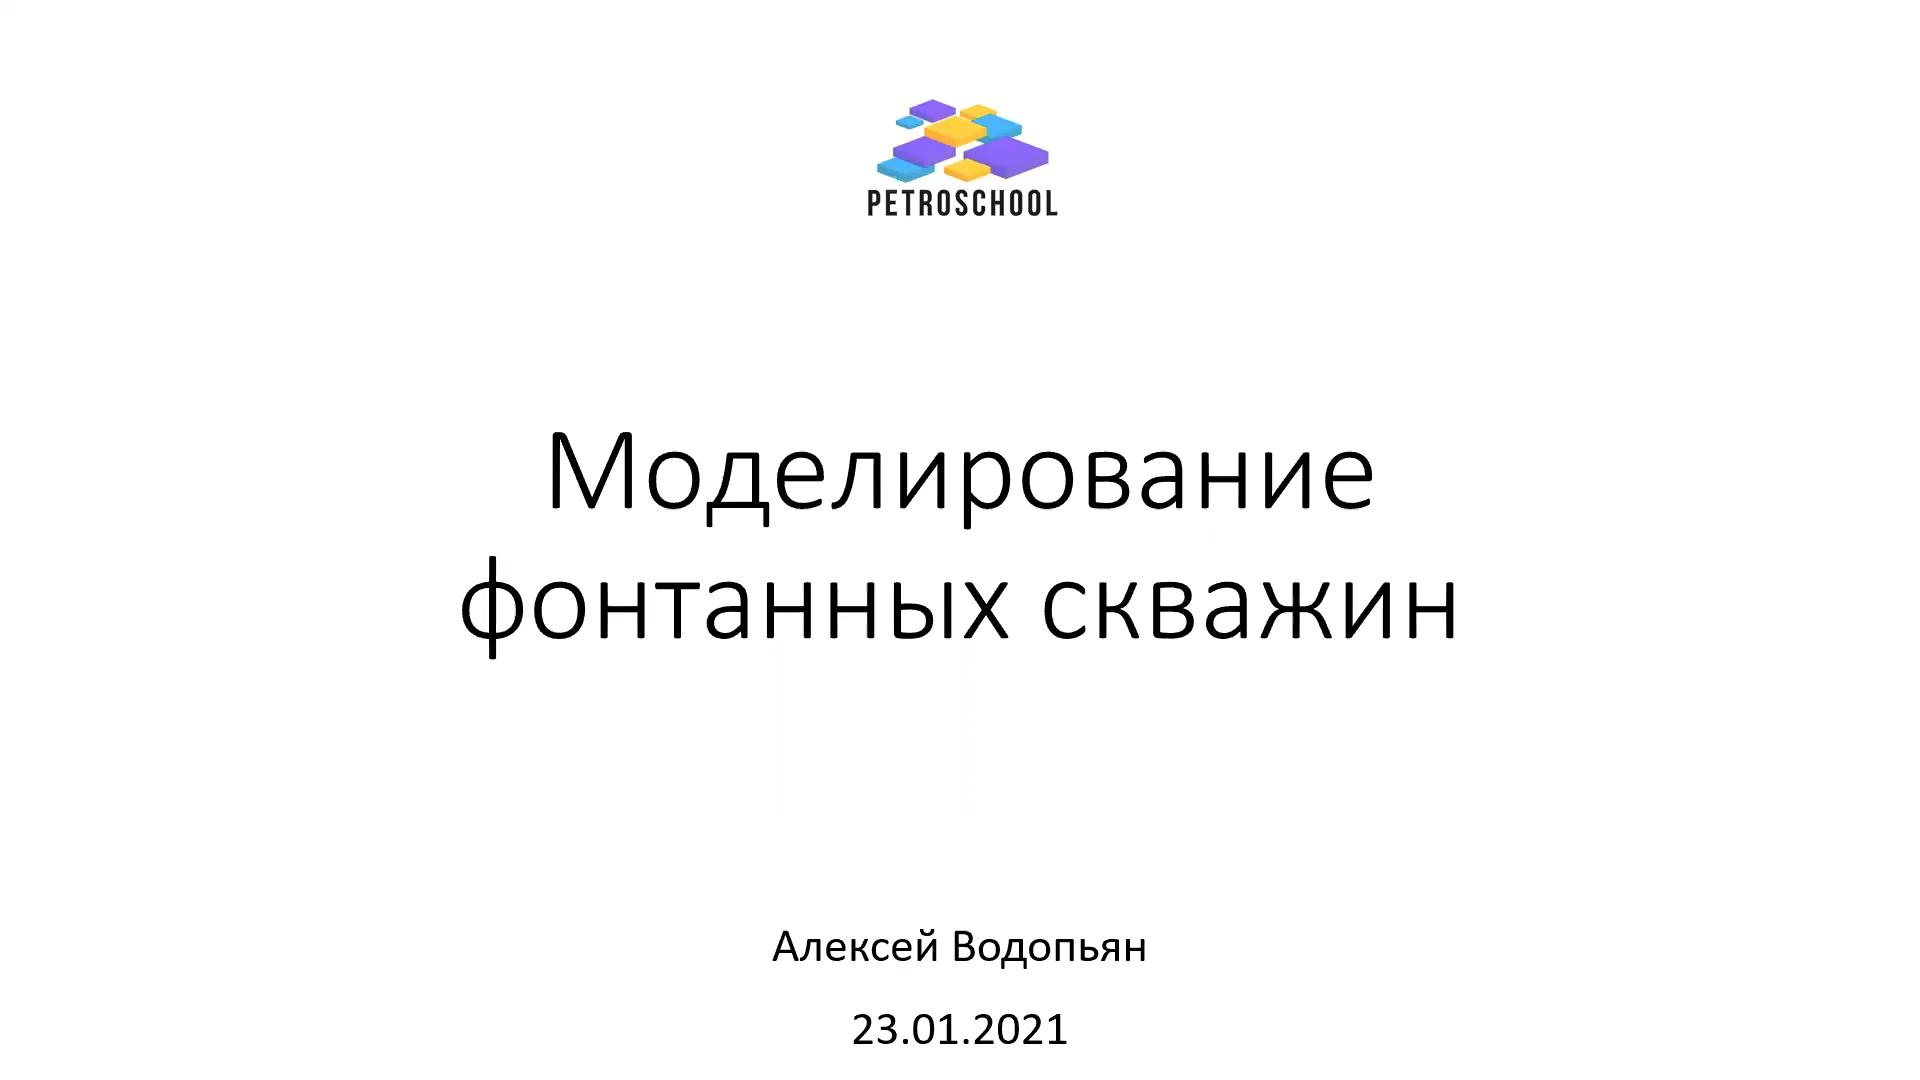 PETROSCHOOL
Моделирование
фонтанных скважин
Алексей Водопьян
23.01.2021